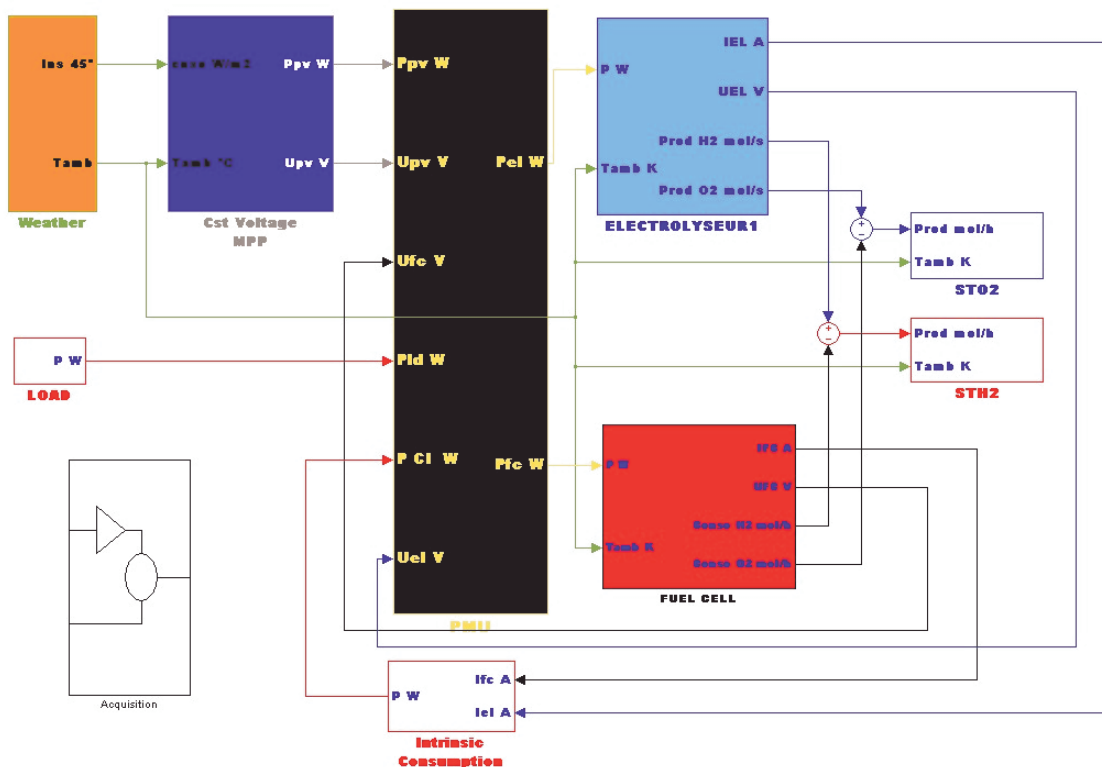 Ins 45°
Tamb
Weather
W/m2
Tamb °C
Ppv W
Upv V
Cst Voltage
MPP
Ppv W
Upv V
Ufc V
Pld W
P CI W
Uel V
Pel W
Pfc W
PMU
P W
Tamb K
IEL A
UEL V
Prod H2 mol/s
Prod O2 mol/s
ELECTROLYSEUR1
Prod mol/h
Tamb K
STO2
Prod mol/h
Tamb K
STH2
P W
LOAD
P W
Tamb K
IFC A
UFC V
Conso H2 mol/h
Conso O2 mol/h
FUEL CELL
Acquisition
P W
Ifc A
Iel A
Intrinsic
Consumption